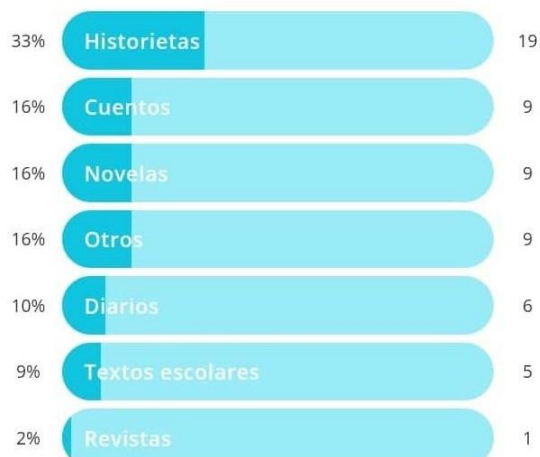 33% Historietas 19
16% Cuentos 9
16% Novelas 9
16% Otros 9
10% Diarios 6
9% Textos escolares 5
2% Revistas 1